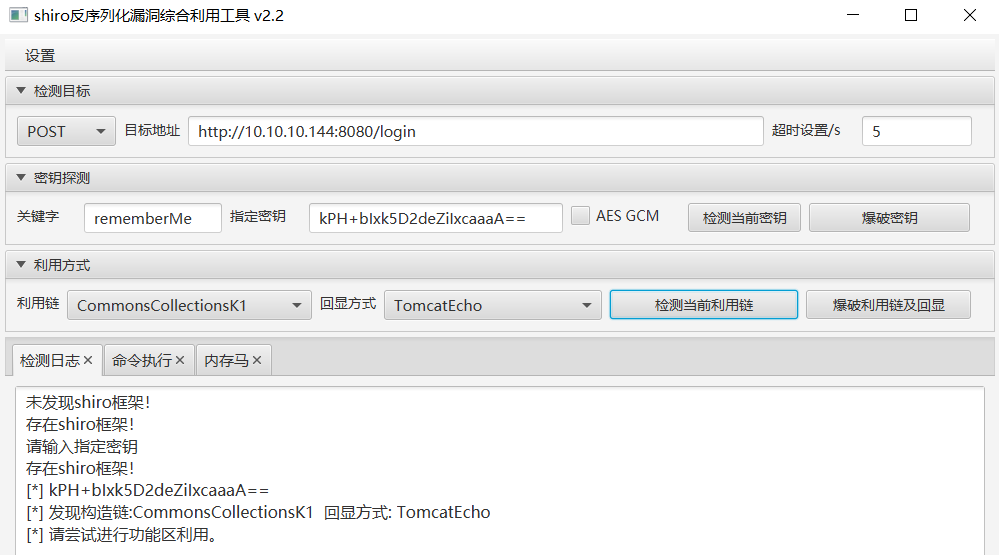 shiro反序列化漏洞综合利用工具 v2.2
设置
检测目标
POST 目标地址 http://10.10.10.144:8080/login 超时设置/s 5
密钥探测
关键字 rememberMe 指定密钥 kPH+bIxk5D2deZiIxcaaaA== AES GCM 检测当前密钥 爆破密钥
利用方式
利用链 CommonsCollectionsK1 回显方式 TomcatEcho 检测当前利用链 爆破利用链及回显
检测日志 命令执行 内存马
未发现shiro框架!
存在shiro框架!
请输入指定密钥
存在shiro框架!
[*] kPH+bIxk5D2deZiIxcaaaA==
[*] 发现构造链:CommonsCollectionsK1 回显方式: TomcatEcho
[*] 请尝试进行功能区利用。